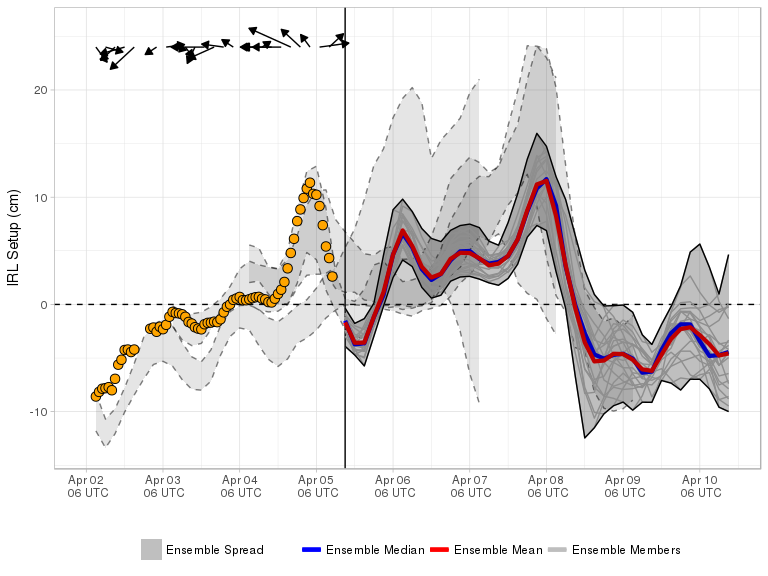 IRL Setup (cm)
20
10
0
-10
Apr 02 Apr 03 Apr 04 Apr 05 Apr 06 Apr 07 Apr 08 Apr 09 Apr 10
06 UTC 06 UTC 06 UTC 06 UTC 06 UTC 06 UTC 06 UTC 06 UTC 06 UTC
Ensemble Spread Ensemble Median Ensemble Mean Ensemble Members